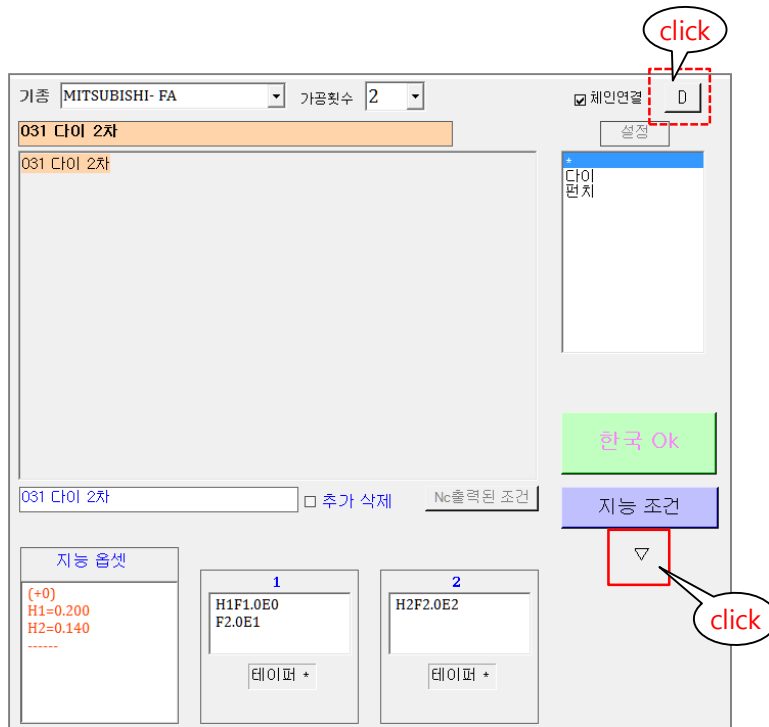 click
기종 MITSUBISHI- FA 가공횟수 2 체인연결 D
031 다이 2차 설정
031 다이 2차
*
다이
펀치
한국 Ok
031 다이 2차 추가 삭제 Nc출력된 조건 지능 조건
▽
click
지능 옵셋
(+0)
H1=0.200
H2=0.140
------
1
H1F1.0E0
F2.0E1
테이퍼 *
2
H2F2.0E2
테이퍼 *